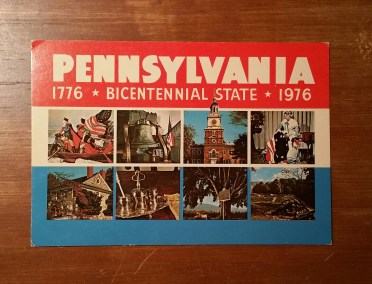 PENNSYLVANIA
1776 ★ BICENTENNIAL STATE ★ 1976